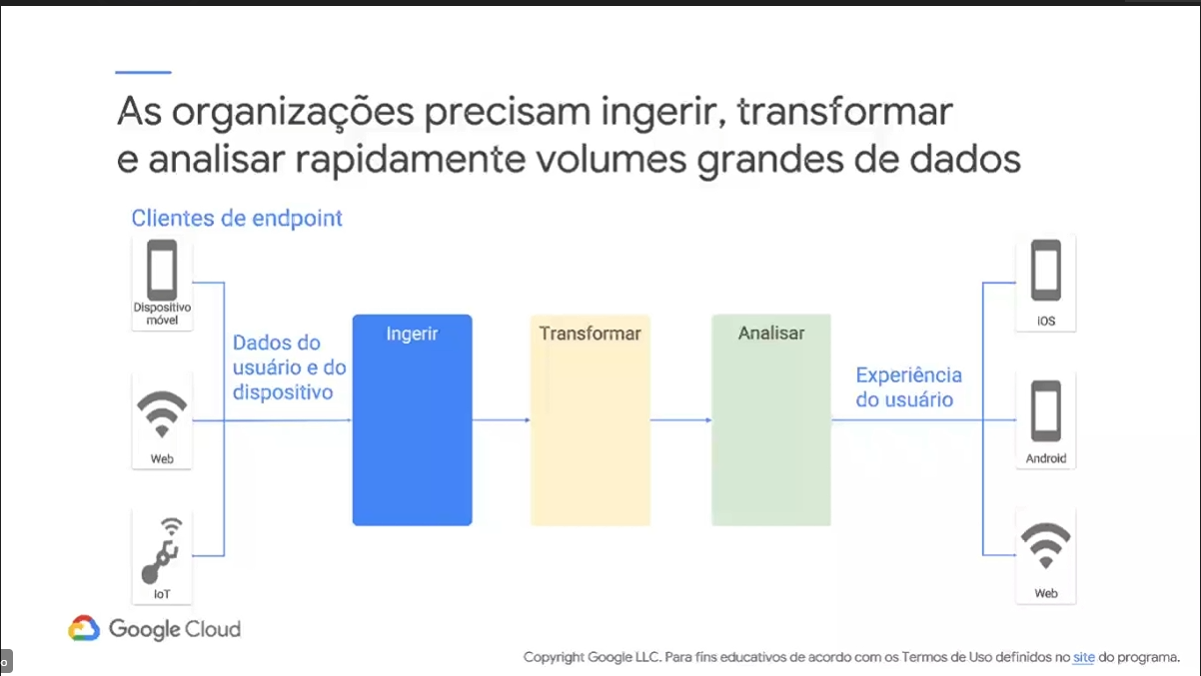 As organizações precisam ingerir, transformar
e analisar rapidamente volumes grandes de dados
Clientes de endpoint
Dispositivo
móvel
Web
IoT
Dados do
usuário e do
dispositivo
Ingerir
Transformar
Analisar
Experiência
do usuário
iOS
Android
Web
Google Cloud
Copyright Google LLC. Para fins educativos de acordo com os Termos de Uso definidos no site do programa.
o